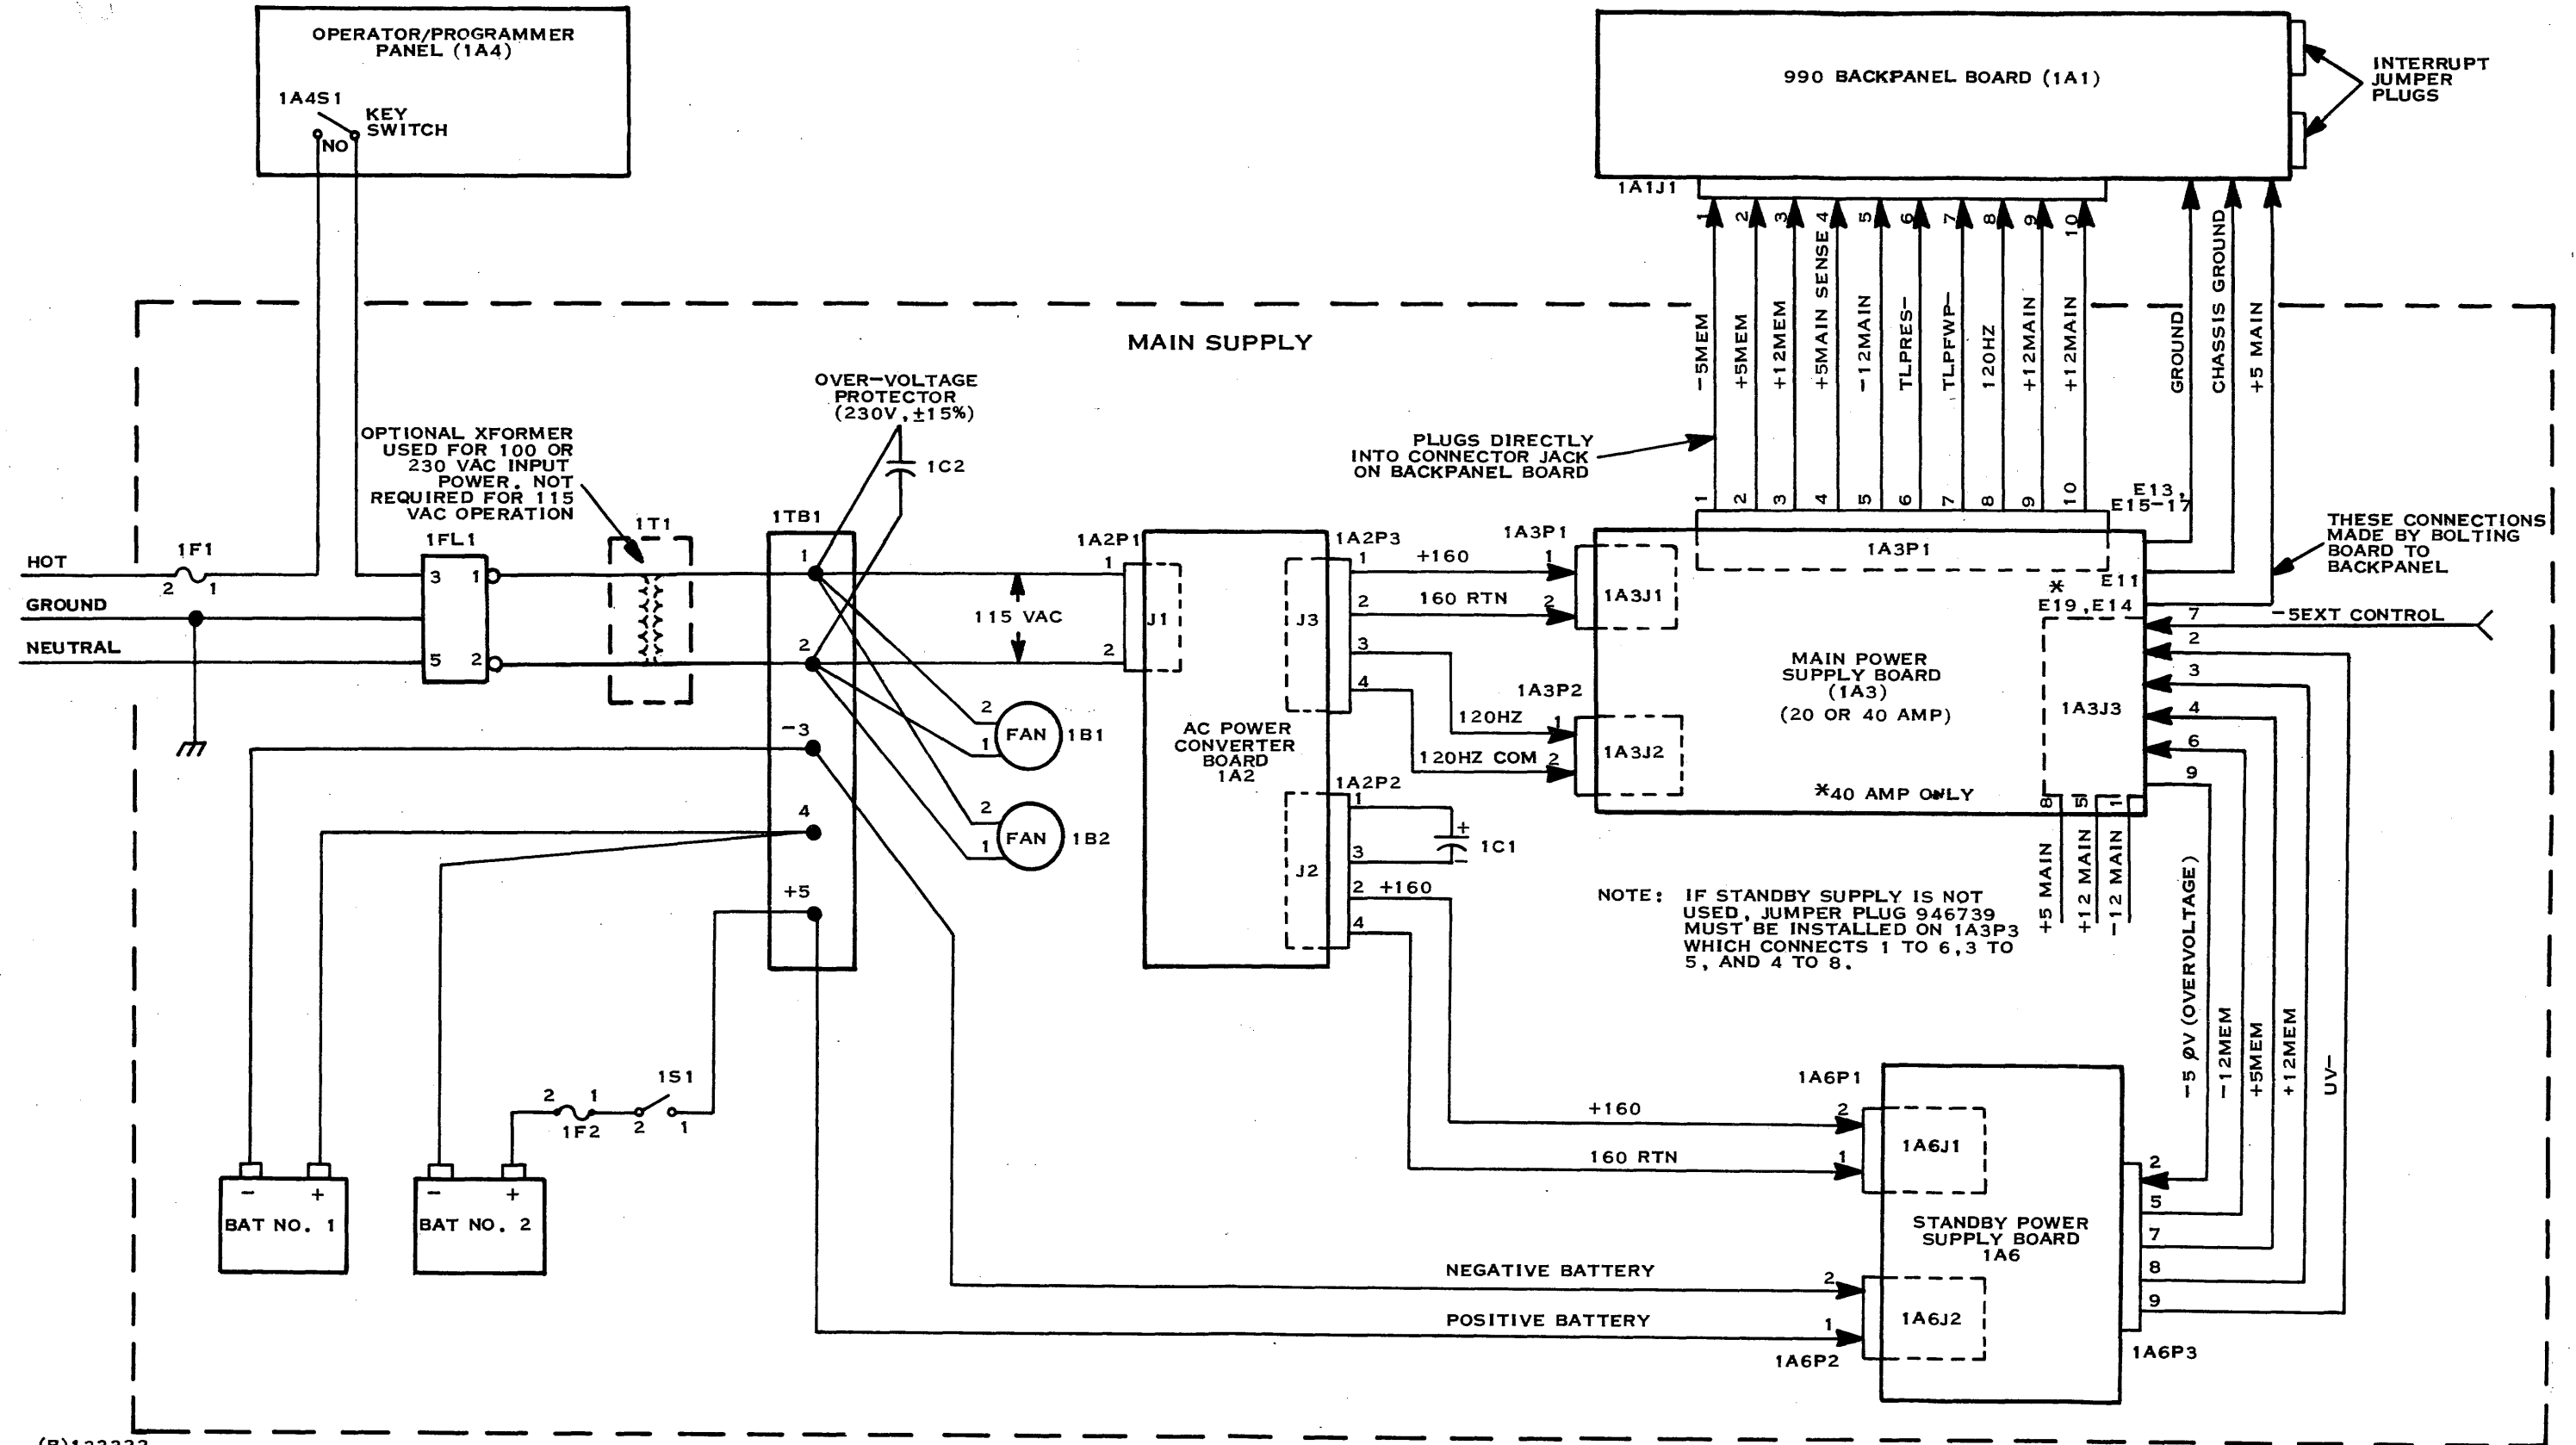 OPERATOR/PROGRAMMER
PANEL (1A4)
1A4S1
KEY
SWITCH
NO
990 BACKPANEL BOARD (1A1)
INTERRUPT
JUMPER
PLUGS
1A1J1
1 2 3 4 5 6 7 8 9 10
-5MEM
+5MEM
+12MEM
+5MAIN SENSE
-12MAIN
TLPRES-
TLPFWP-
120HZ
+12MAIN
+12MAIN
GROUND
CHASSIS GROUND
+5 MAIN
MAIN SUPPLY
OVER-VOLTAGE
PROTECTOR
(230V, ±15%)
1C2
OPTIONAL XFORMER
USED FOR 100 OR
230 VAC INPUT
POWER. NOT
REQUIRED FOR 115
VAC OPERATION
PLUGS DIRECTLY
INTO CONNECTOR JACK
ON BACKPANEL BOARD
1 2 3 4 5 6 7 8 9 10
E13,
E15-17
THESE CONNECTIONS
MADE BY BOLTING
BOARD TO
BACKPANEL
HOT
1F1
2 1
GROUND
NEUTRAL
1FL1
3 1
5 2
1T1
1TB1
1
2
-3
4
+5
115 VAC
1A2P1
1
2
J1
FAN
2
1
1B1
FAN
2
1
1B2
AC POWER
CONVERTER
BOARD
1A2
J3
1A2P3
1
2
3
4
+160
160 RTN
120HZ
120HZ COM
J2
1A2P2
1
3
2 +160
4
+
-
1C1
1A3P1
1
2
1A3J1
1A3P2
1
2
1A3J2
1A3P1
MAIN POWER
SUPPLY BOARD
(1A3)
(20 OR 40 AMP)
*40 AMP ONLY
E11
*
E19,E14
1A3J3
7
2
3
4
6
9
8 5 1
-5EXT CONTROL
+5 MAIN
+12 MAIN
-12 MAIN
NOTE: IF STANDBY SUPPLY IS NOT
USED, JUMPER PLUG 946739
MUST BE INSTALLED ON 1A3P3
WHICH CONNECTS 1 TO 6,3 TO
5, AND 4 TO 8.
-5 ØV (OVERVOLTAGE)
-12MEM
+5MEM
+12MEM
UV-
2 1
1F2
1S1
2 1
- +
BAT NO. 1
- +
BAT NO. 2
1A6P1
+160
2
160 RTN
1
1A6J1
STANDBY POWER
SUPPLY BOARD
1A6
NEGATIVE BATTERY
2
POSITIVE BATTERY
1
1A6J2
1A6P2
2
5
7
8
9
1A6P3